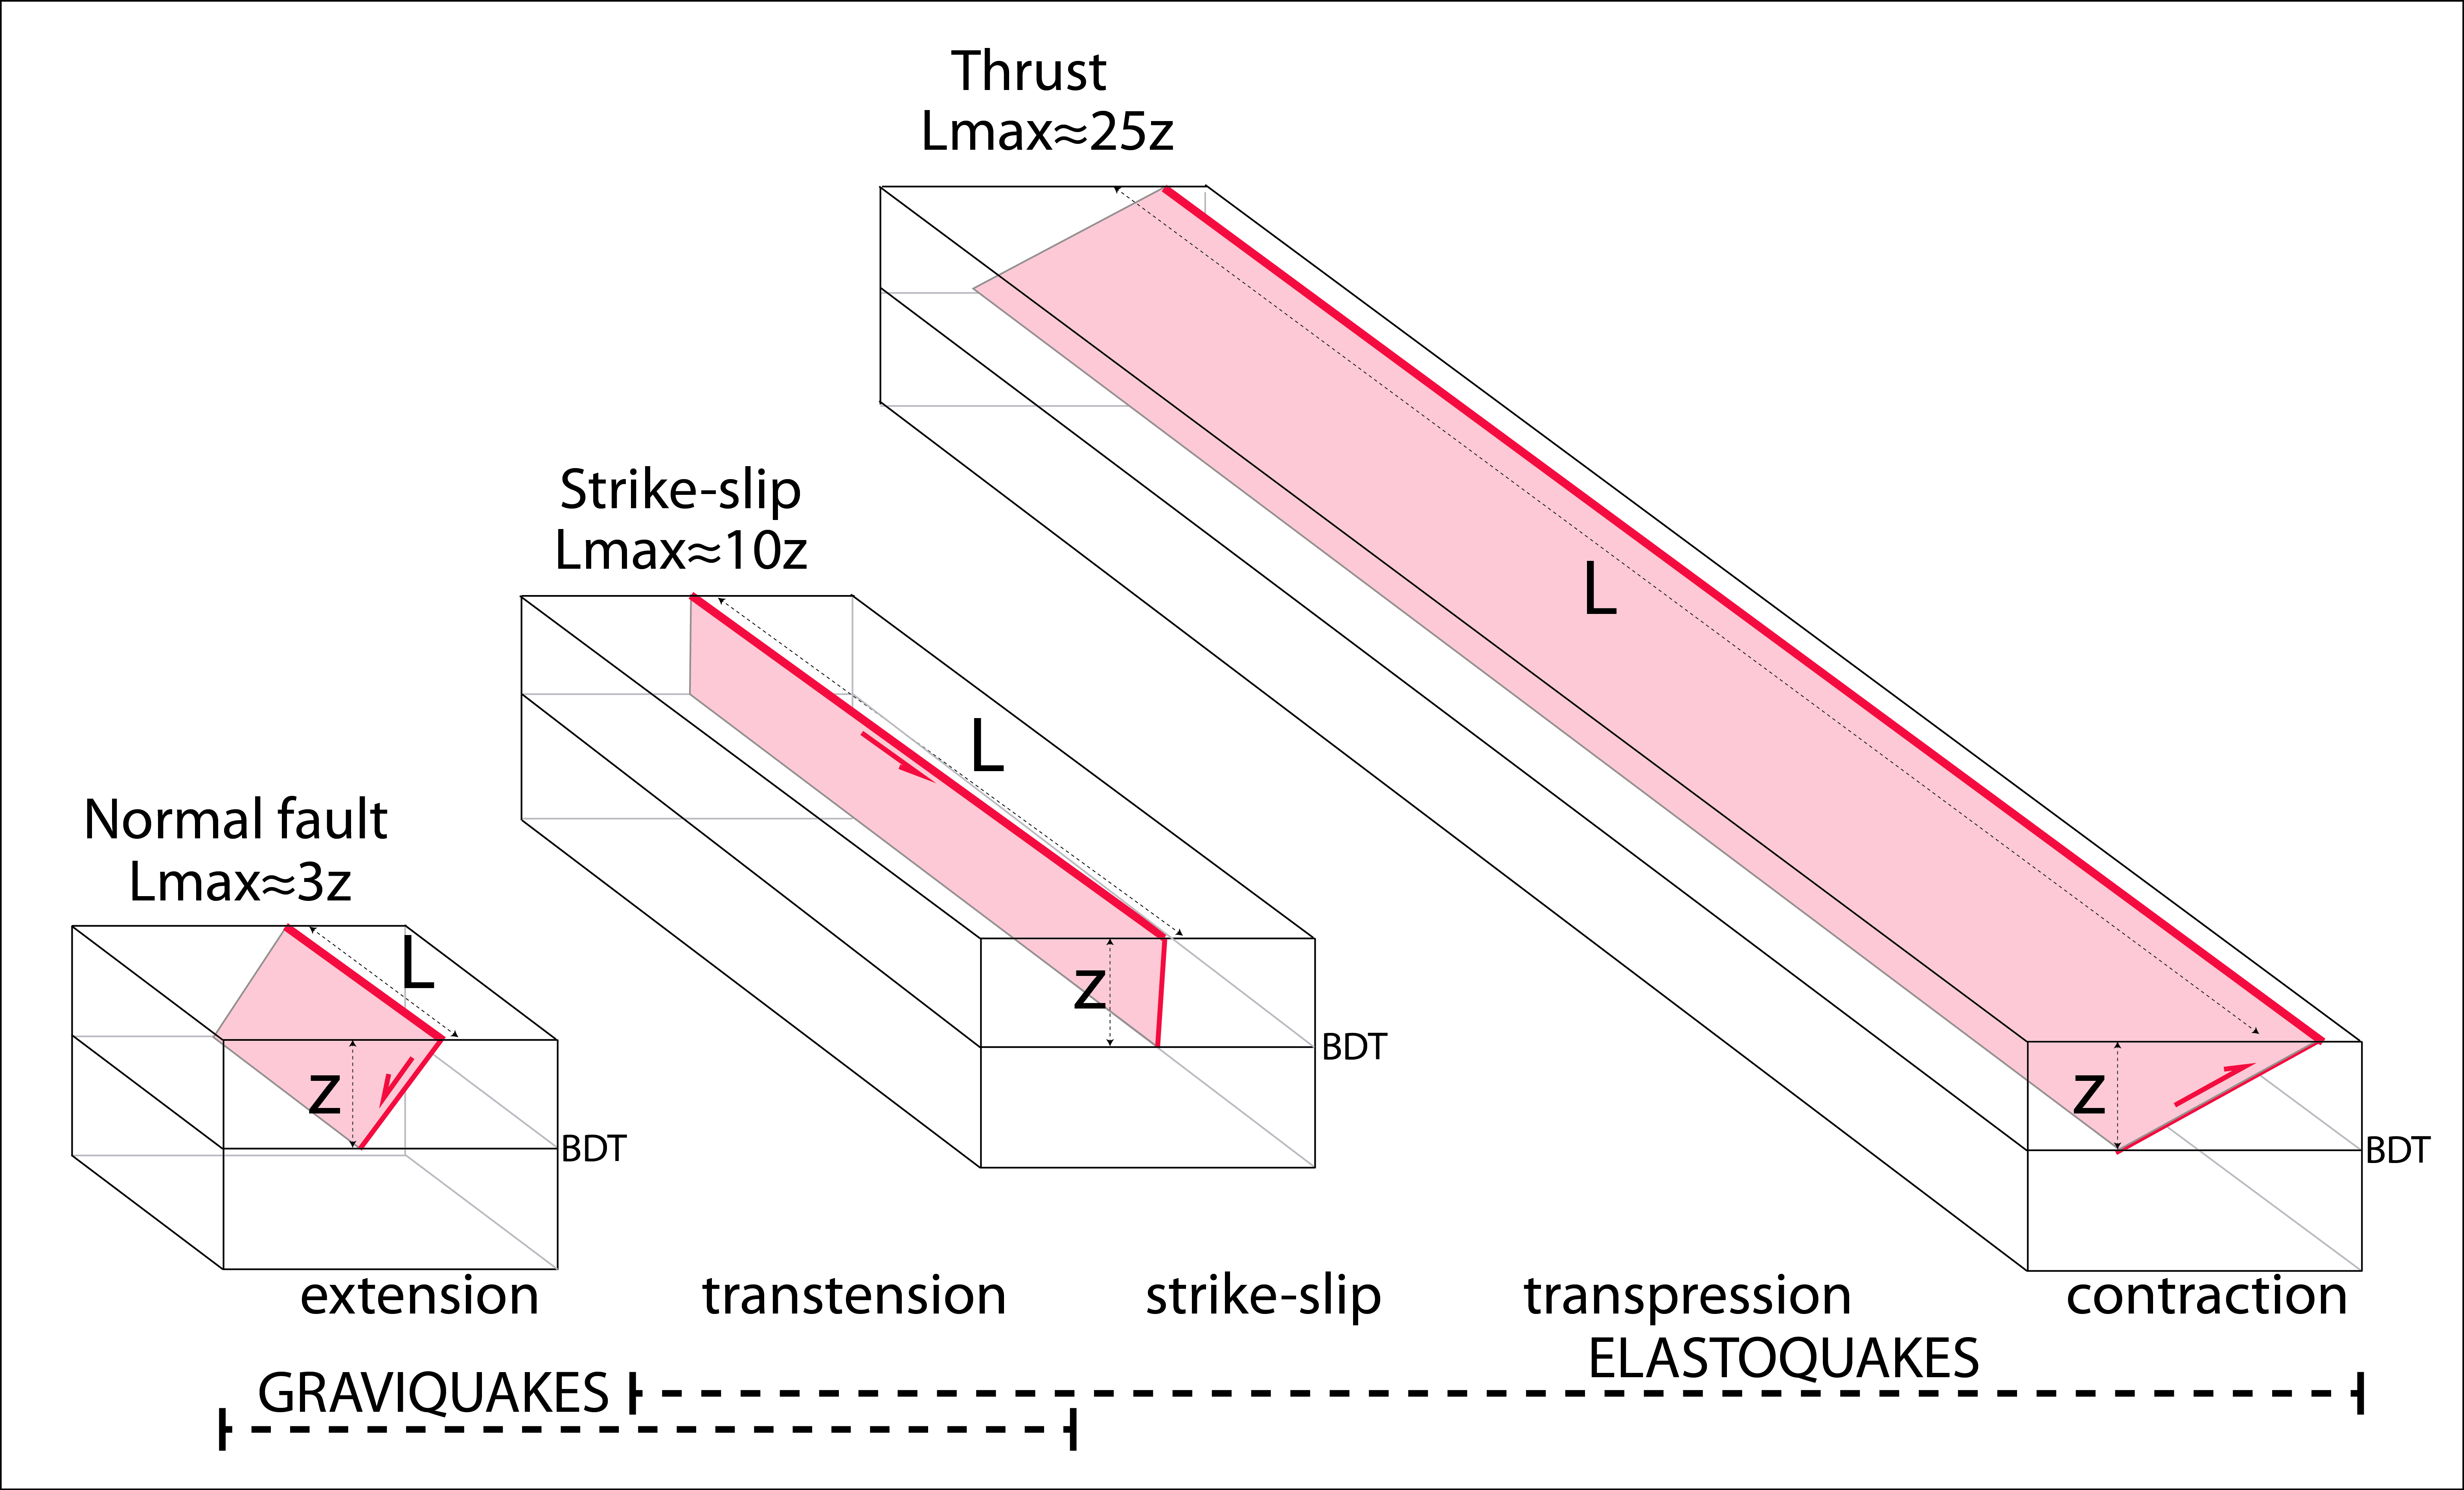 Thrust
Lmax≈25z
L
Strike-slip
Lmax≈10z
L
z
BDT
Normal fault
Lmax≈3z
L
z
BDT
z
BDT
extension
transtension
strike-slip
transpression
contraction
ELASTOQUAKES
GRAVIQUAKES